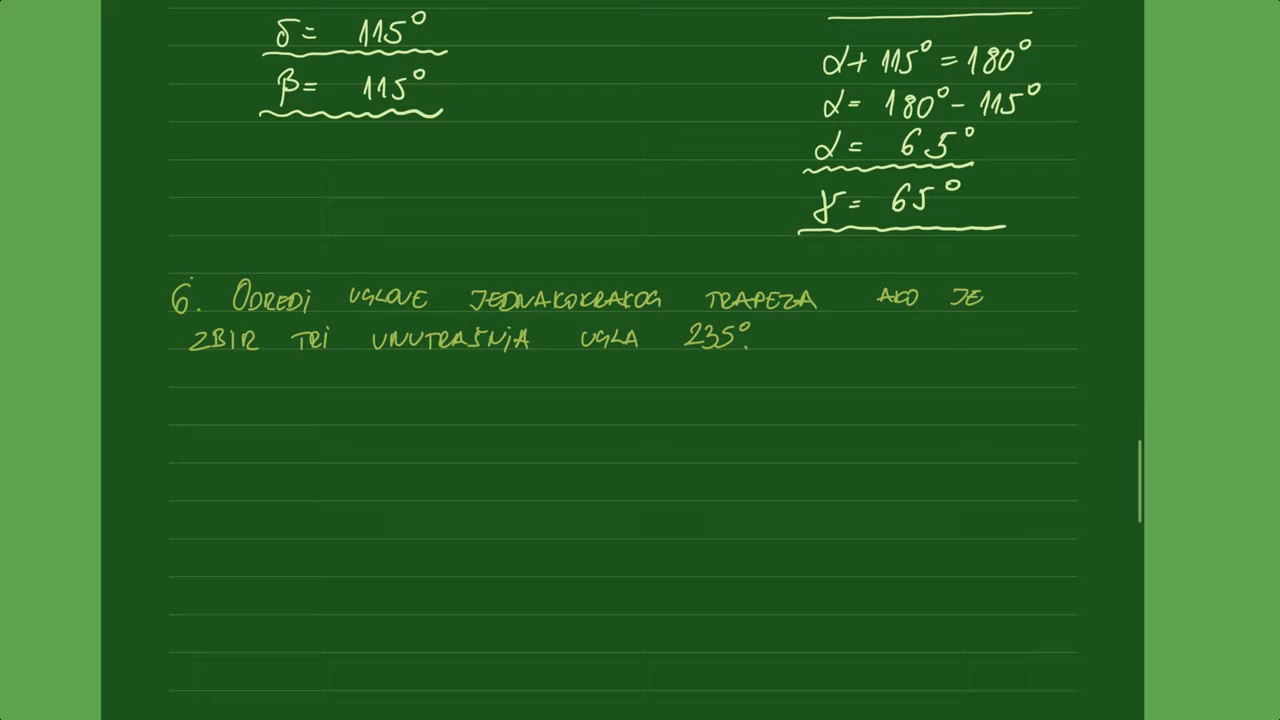 δ = 115°
β = 115°
α + 115° = 180°
α = 180° - 115°
α = 65°
γ = 65°
6. ODREDI UGLOVE JEDNAKOKRAKOG TRAPEZA AKO JE
ZBIR TRI UNUTRAŠNJA UGLA 235°.